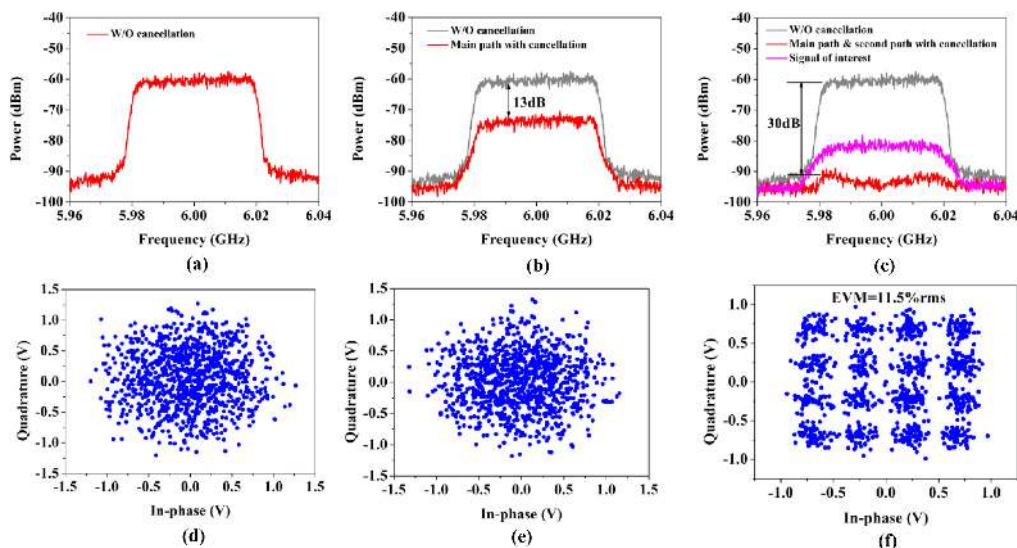 W/O cancellation
-40
-50
-60
-70
-80
-90
-100
Power (dBm)
5.96 5.98 6.00 6.02 6.04
Frequency (GHz)
(a)
W/O cancellation
Main path with cancellation
-40
-50
-60
-70
-80
-90
-100
Power (dBm)
13dB
5.96 5.98 6.00 6.02 6.04
Frequency (GHz)
(b)
W/O cancellation
Main path & second path with cancellation
Signal of interest
-40
-50
-60
-70
-80
-90
-100
Power (dBm)
30dB
5.96 5.98 6.00 6.02 6.04
Frequency (GHz)
(c)
1.5
1.0
0.5
0.0
-0.5
-1.0
-1.5
Quadrature (V)
-1.5 -1.0 -0.5 0.0 0.5 1.0 1.5
In-phase (V)
(d)
1.5
1.0
0.5
0.0
-0.5
-1.0
-1.5
Quadrature (V)
-1.5 -1.0 -0.5 0.0 0.5 1.0 1.5
In-phase (V)
(e)
EVM=11.5%rms
1.0
0.5
0.0
-0.5
-1.0
Quadrature (V)
-1.0 -0.5 0.0 0.5 1.0
In-phase (V)
(f)